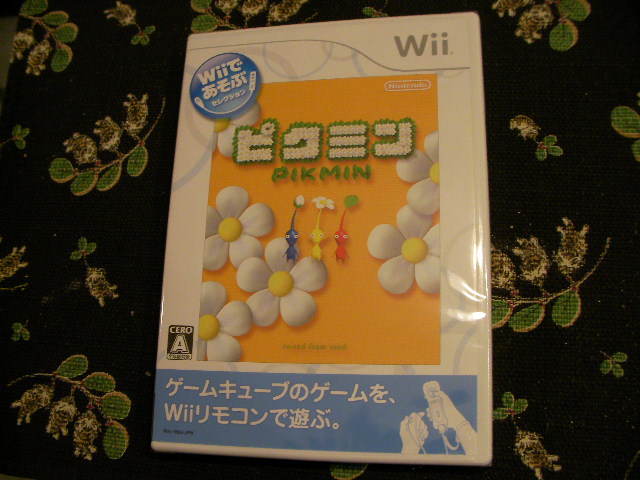 Wii
Wiiで
あそぶ
セレクション
Nintendo
ピクミン
PIKMIN
CERO
A
ゲームキューブのゲームを、
Wiiリモコンで遊ぶ。